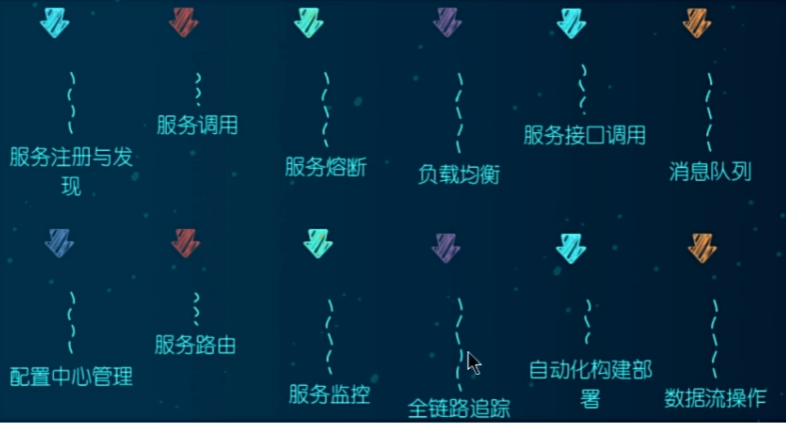 服务注册与发
现
服务调用
服务熔断
负载均衡
服务接口调用
消息队列
配置中心管理
服务路由
服务监控
全链路追踪
自动化构建部
署
数据流操作